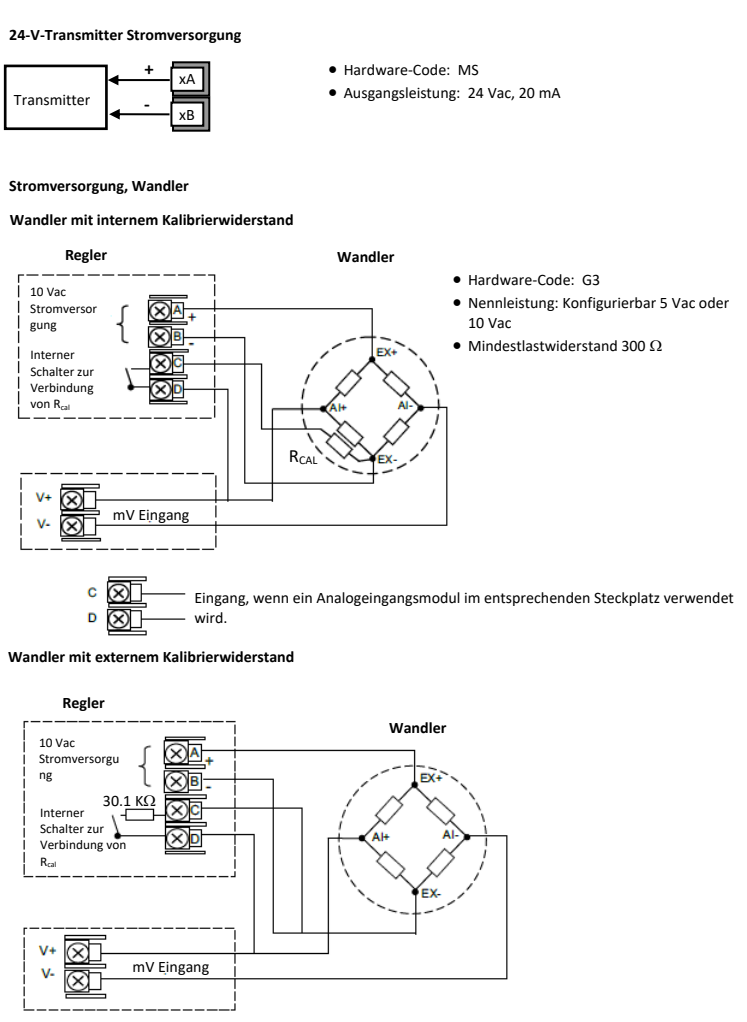 24-V-Transmitter Stromversorgung
+
xA
Transmitter
-
xB
• Hardware-Code: MS
• Ausgangsleistung: 24 Vac, 20 mA
Stromversorgung, Wandler
Wandler mit internem Kalibrierwiderstand
Regler
Wandler
10 Vac
Stromversor
gung
A
+
B
-
Interner
Schalter zur
Verbindung
von Rcal
C
D
EX+
AI+
AI-
RCAL
EX-
V+
V-
mV Eingang
• Hardware-Code: G3
• Nennleistung: Konfigurierbar 5 Vac oder
10 Vac
• Mindestlastwiderstand 300 Ω
C
D
Eingang, wenn ein Analogeingangsmodul im entsprechenden Steckplatz verwendet
wird.
Wandler mit externem Kalibrierwiderstand
Regler
Wandler
10 Vac
Stromversorgu
ng
A
+
B
-
30.1 KΩ
Interner
Schalter zur
Verbindung von
Rcal
C
D
EX+
AI+
AI-
EX-
V+
V-
mV Eingang